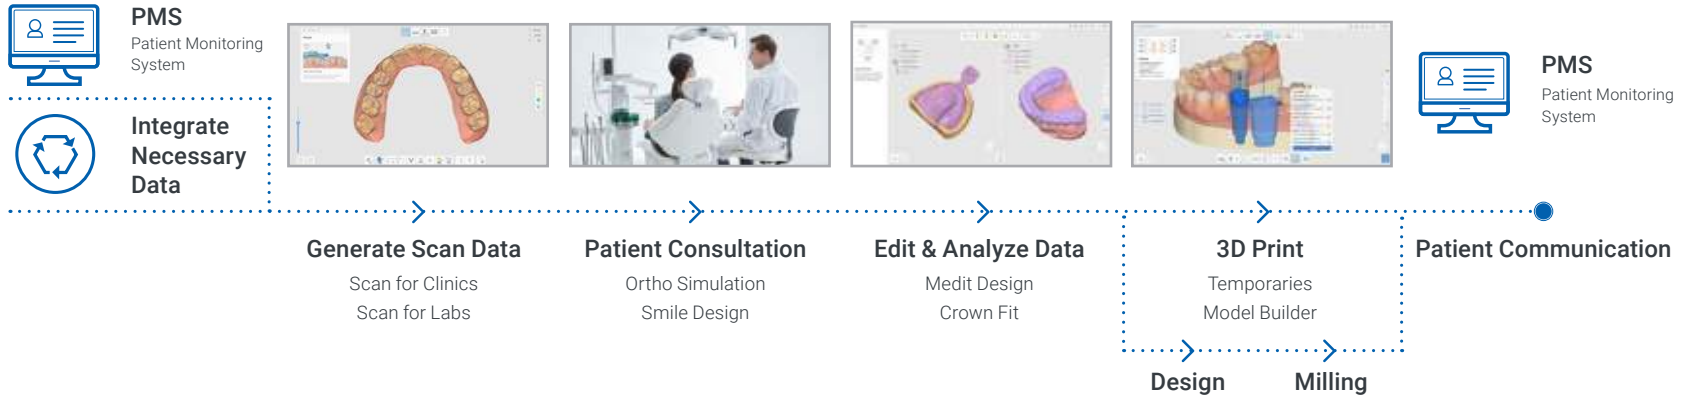 PMS
Patient Monitoring
System
Integrate
Necessary
Data
PMS
Patient Monitoring
System
Generate Scan Data
Scan for Clinics
Scan for Labs
Patient Consultation
Ortho Simulation
Smile Design
Edit & Analyze Data
Medit Design
Crown Fit
3D Print
Temporaries
Model Builder
Patient Communication
Design
Milling